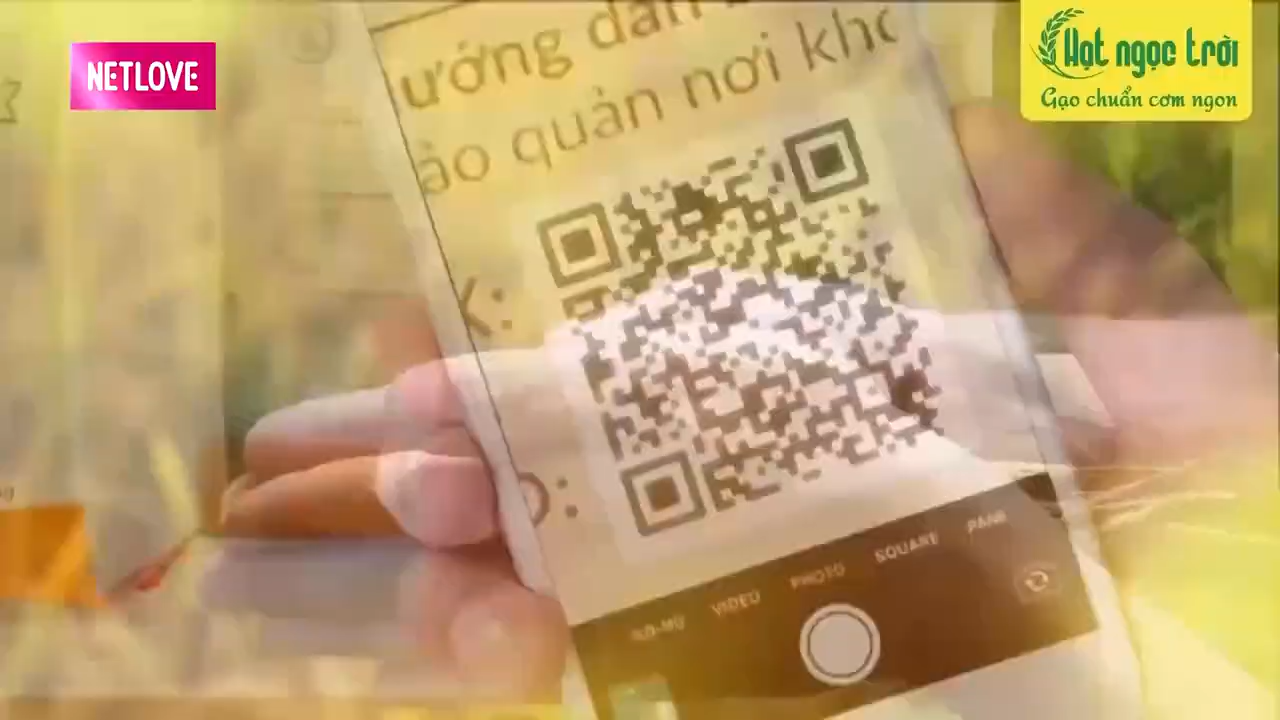 NETLOVE
Hạt ngọc trời
Gạo chuẩn cơm ngon
ướng dẫn
ảo quản nơi khô
X:
D:
VIDEO
PHOTO
SQUARE
PANO